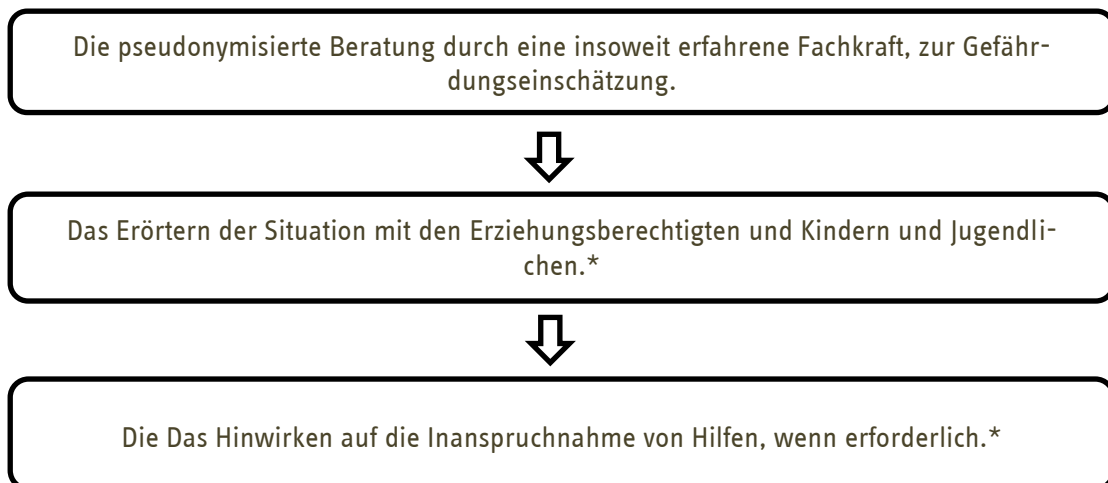 Die pseudonymisierte Beratung durch eine insoweit erfahrene Fachkraft, zur Gefähr-
dungseinschätzung.
Das Erörtern der Situation mit den Erziehungsberechtigten und Kindern und Jugendli-
chen.*
Die Das Hinwirken auf die Inanspruchnahme von Hilfen, wenn erforderlich.*